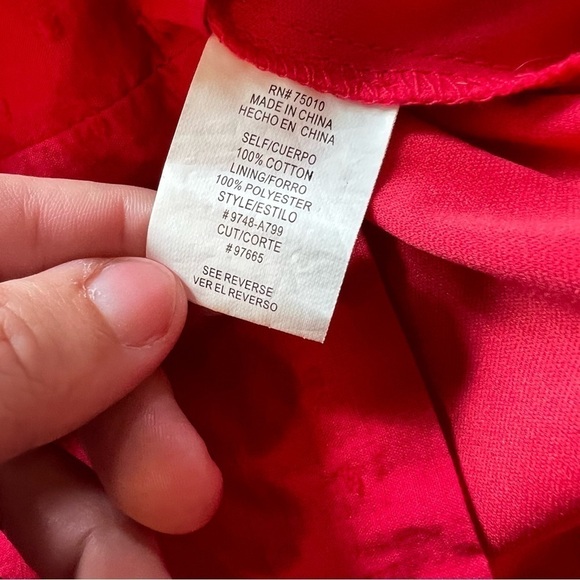 RN# 75010
MADE IN CHINA
HECHO EN CHINA
SELF/CUERPO
100% COTTON
LINING/FORRO
100% POLYESTER
STYLE/ESTILO
#9748-A799
CUT/CORTE
#97665
SEE REVERSE
VER EL REVERSO